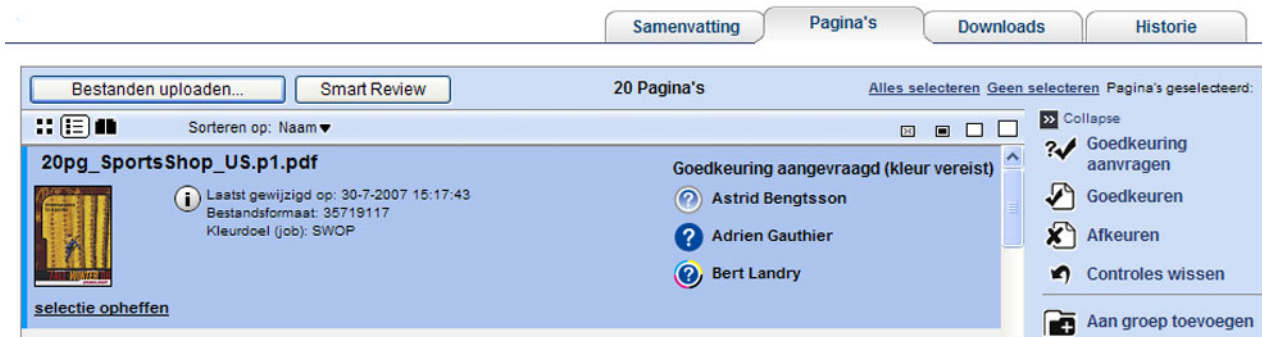 Samenvatting Pagina's Downloads Historie
Bestanden uploaden... Smart Review 20 Pagina's Alles selecteren Geen selecteren Pagina's geselecteerd:
Sorteren op: Naam▼
Collapse
20pg_SportsShop_US.p1.pdf
Laatst gewijzigd op: 30-7-2007 15:17:43
Bestandsformaat: 35719117
Kleurdoel (job): SWOP
selectie opheffen
Goedkeuring aangevraagd (kleur vereist)
Astrid Bengtsson
Adrien Gauthier
Bert Landry
Goedkeuring
aanvragen
Goedkeuren
Afkeuren
Controles wissen
Aan groep toevoegen